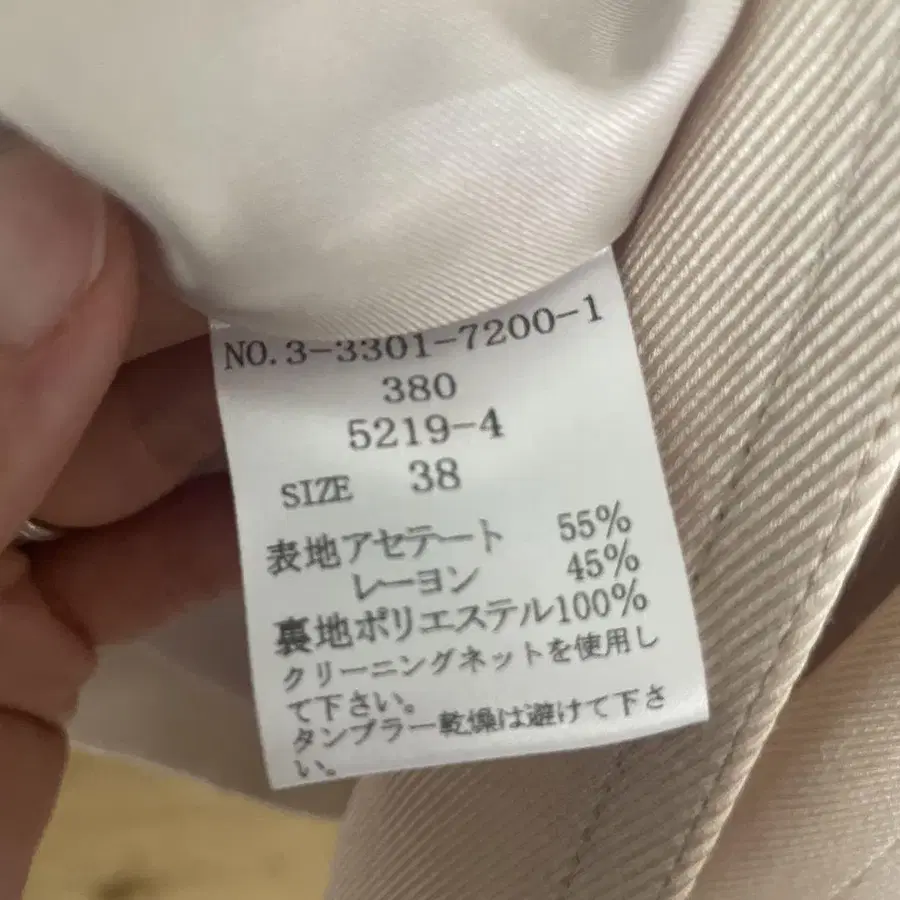 NO.3-3301-7200-1
380
5219-4
SIZE 38
表地アセテート 55%
レーヨン 45%
裏地ポリエステル100%
クリーニングネットを使用し
て下さい。
タンブラー乾燥は避けて下さ
い。